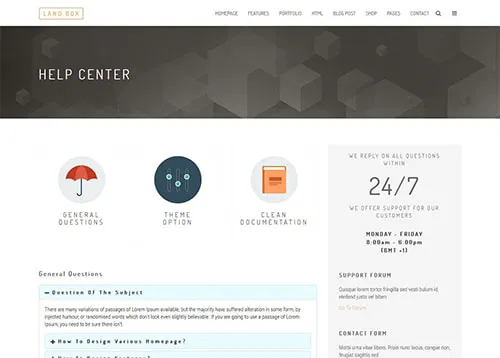 LAND BOX
HOMEPAGE FEATURES PORTFOLIO HTML BLOG POST SHOP PAGES CONTACT
HELP CENTER
GENERAL
QUESTIONS
THEME
OPTION
CLEAN
DOCUMENTATION
General Questions
Question Of The Subject
There are many variations of passages of Lorem Ipsum available, but the majority have suffered alteration in some form, by
injected humour, or randomised words which don't look even slightly believable. If you are going to use a passage of Lorem
Ipsum, you need to be sure there isn't.
How To Design Various Homepage?
WE REPLY ON ALL QUESTIONS
WITHIN
24/7
WE OFFER SUPPORT FOR OUR
CUSTOMERS
MONDAY - FRIDAY
8:00am - 6:00pm
(GMT +1)
SUPPORT FORUM
Quisque lorem tortor fringilla sed vesti bulum id,
eleifend justo vel bibam
Go To Forum
CONTACT FORM
Morbi urna vitae libero. Proin cursus, nec congue non,
feugiat sagittis sed